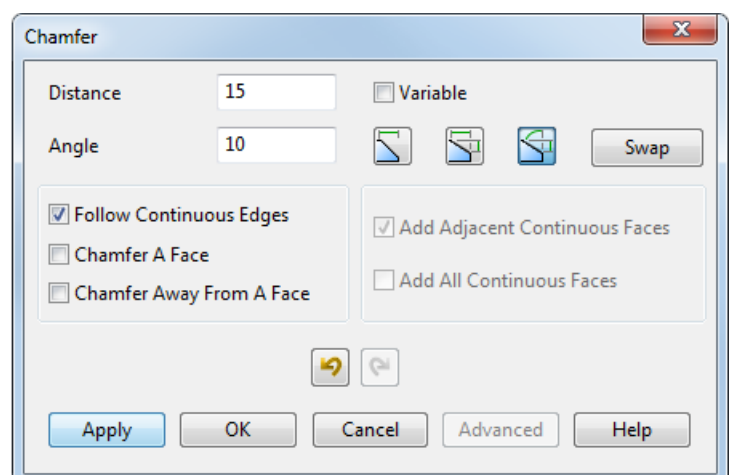 Chamfer
Distance 15 Variable
Angle 10 Swap
Follow Continuous Edges
Chamfer A Face
Chamfer Away From A Face
Add Adjacent Continuous Faces
Add All Continuous Faces
Apply OK Cancel Advanced Help